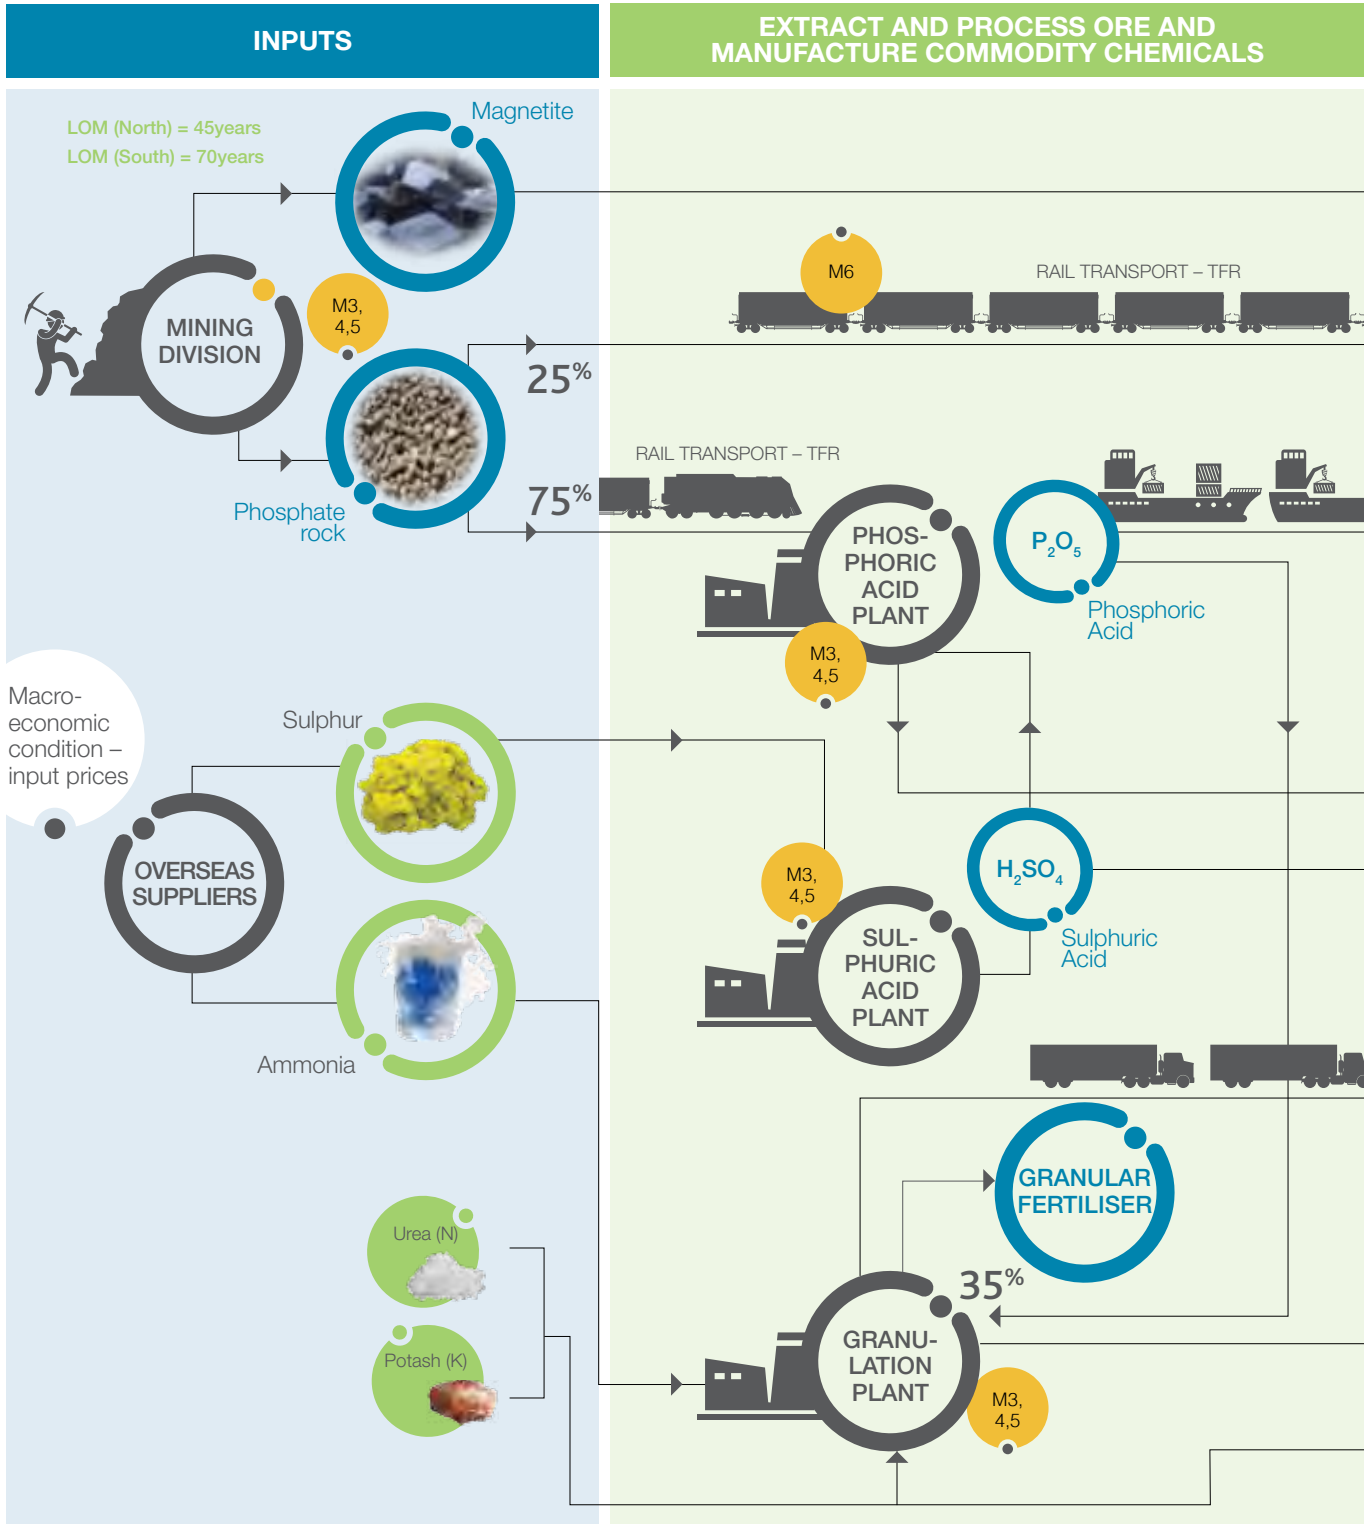 INPUTS
EXTRACT AND PROCESS ORE AND
MANUFACTURE COMMODITY CHEMICALS
LOM (North) = 45years
LOM (South) = 70years
Magnetite
M6
RAIL TRANSPORT – TFR
M3,
4,5
MINING
DIVISION
25%
RAIL TRANSPORT – TFR
75%
Phosphate
rock
PHOS-
PHORIC
ACID
PLANT
P₂O₅
Phosphoric
Acid
M3,
4,5
Macro-
economic
condition –
input prices
Sulphur
OVERSEAS
SUPPLIERS
M3,
4,5
H₂SO₄
Sulphuric
Acid
SUL-
PHURIC
ACID
PLANT
Ammonia
GRANULAR
FERTILISER
Urea (N)
35%
Potash (K)
GRANU-
LATION
PLANT
M3,
4,5